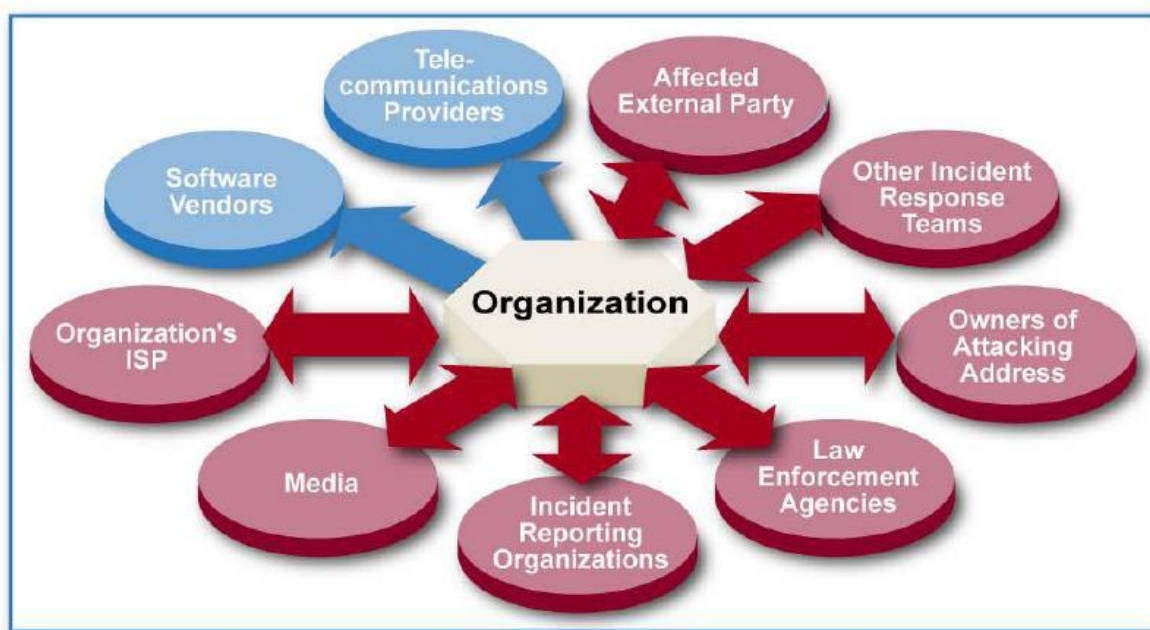 Tele-
communications
Providers
Affected
External Party
Software
Vendors
Other Incident
Response
Teams
Organization
Organization's
ISP
Owners of
Attacking
Address
Media
Incident
Reporting
Organizations
Law
Enforcement
Agencies